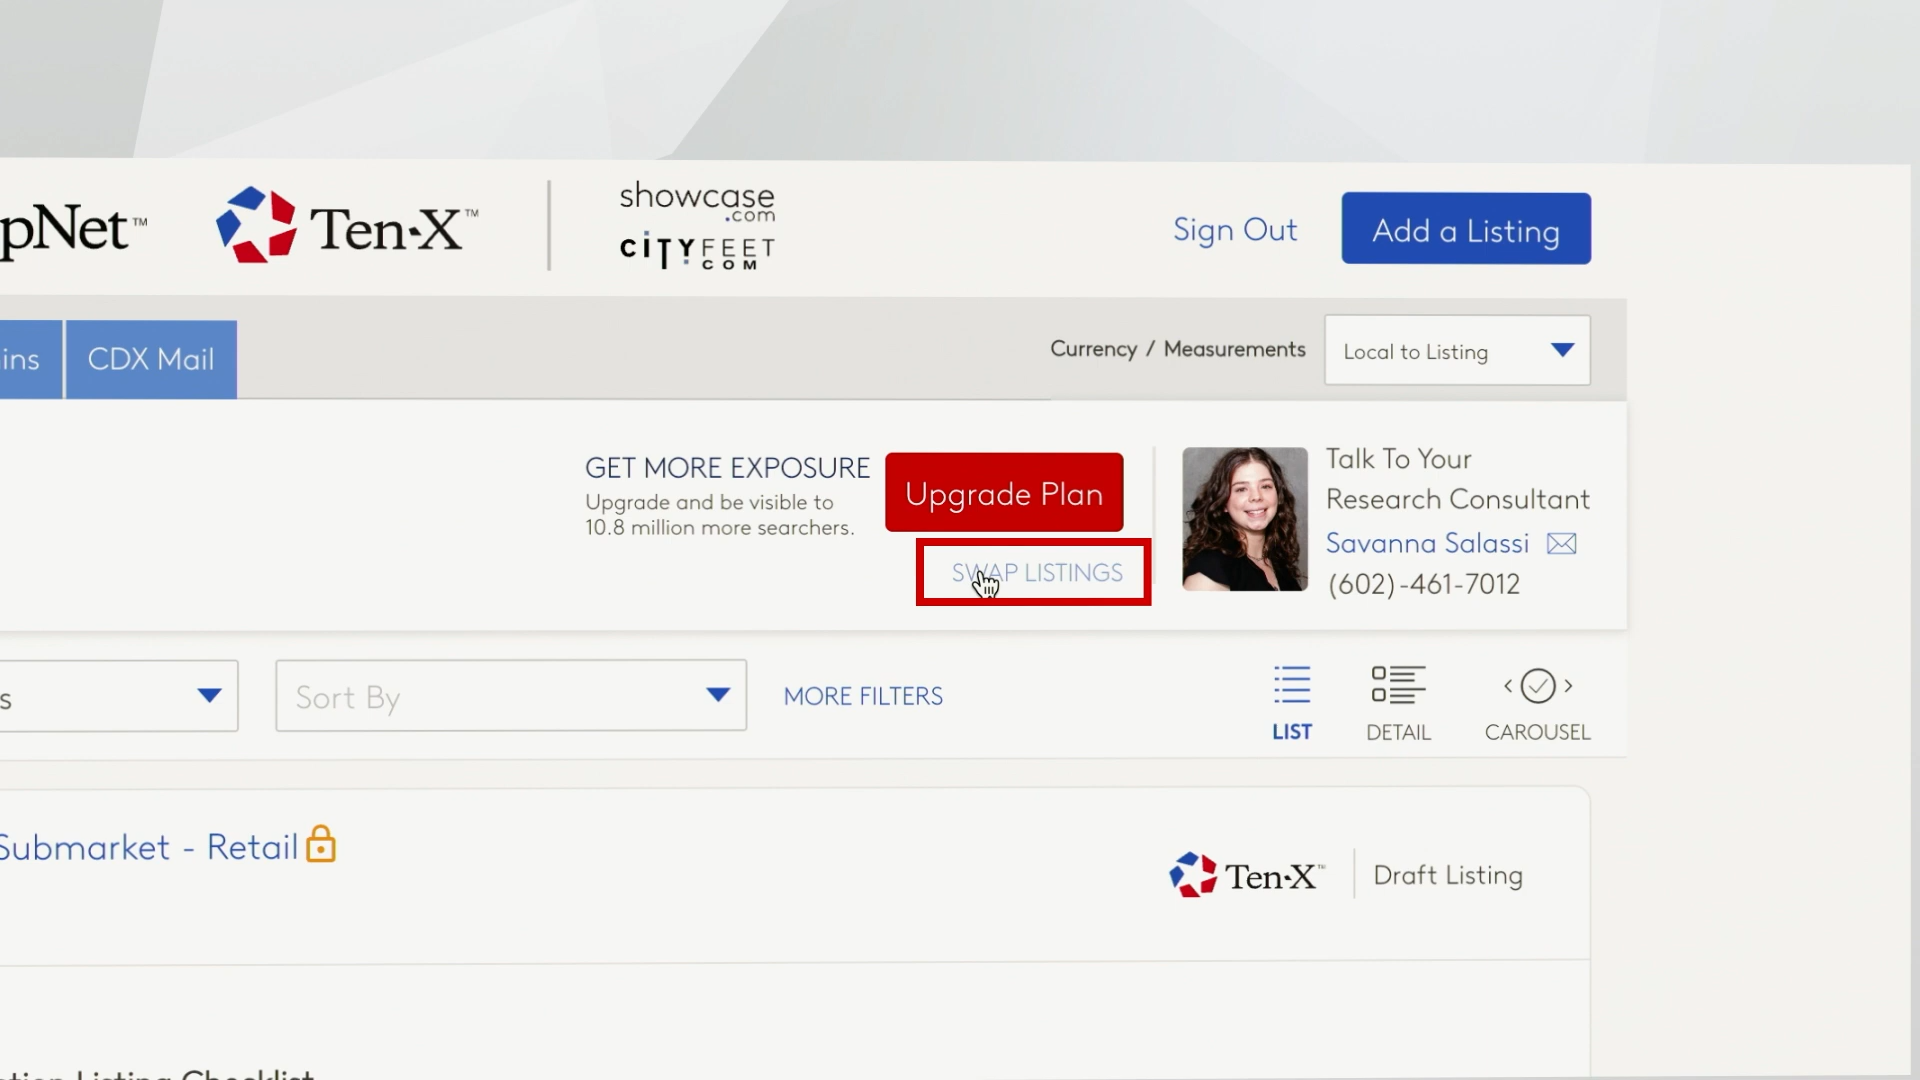 pNet™
Ten-X™
showcase
.com
CITYFEET
COM
Sign Out
Add a Listing
ins
CDX Mail
Currency / Measurements
Local to Listing
GET MORE EXPOSURE
Upgrade and be visible to
10.8 million more searchers.
Upgrade Plan
SWAP LISTINGS
Talk To Your
Research Consultant
Savanna Salassi
(602)-461-7012
s
Sort By
MORE FILTERS
LIST
DETAIL
CAROUSEL
Submarket - Retail
Ten-X™
Draft Listing
Listing Checklist